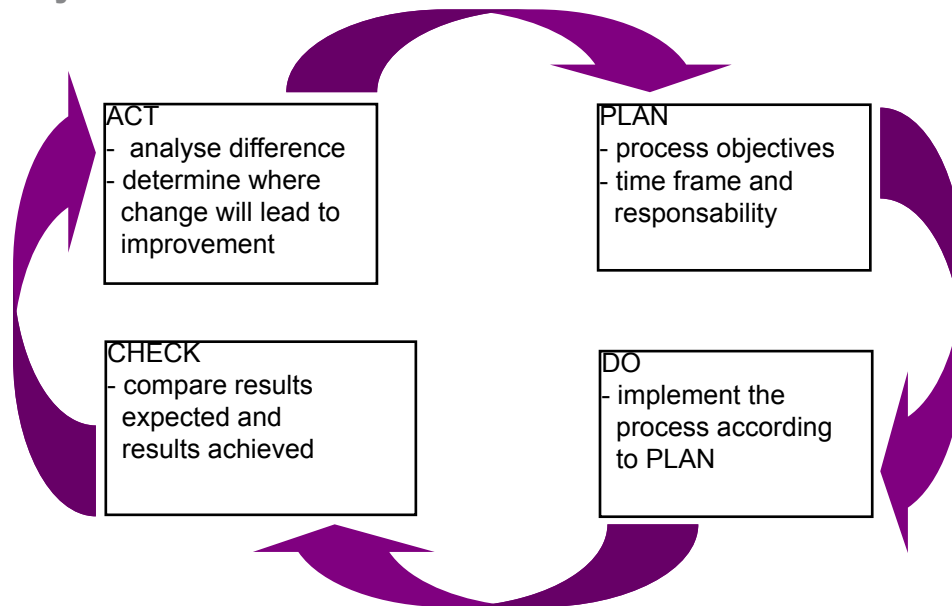 ACT
- analyse difference
- determine where
change will lead to
improvement
PLAN
- process objectives
- time frame and
responsability
CHECK
- compare results
expected and
results achieved
DO
- implement the
process according
to PLAN